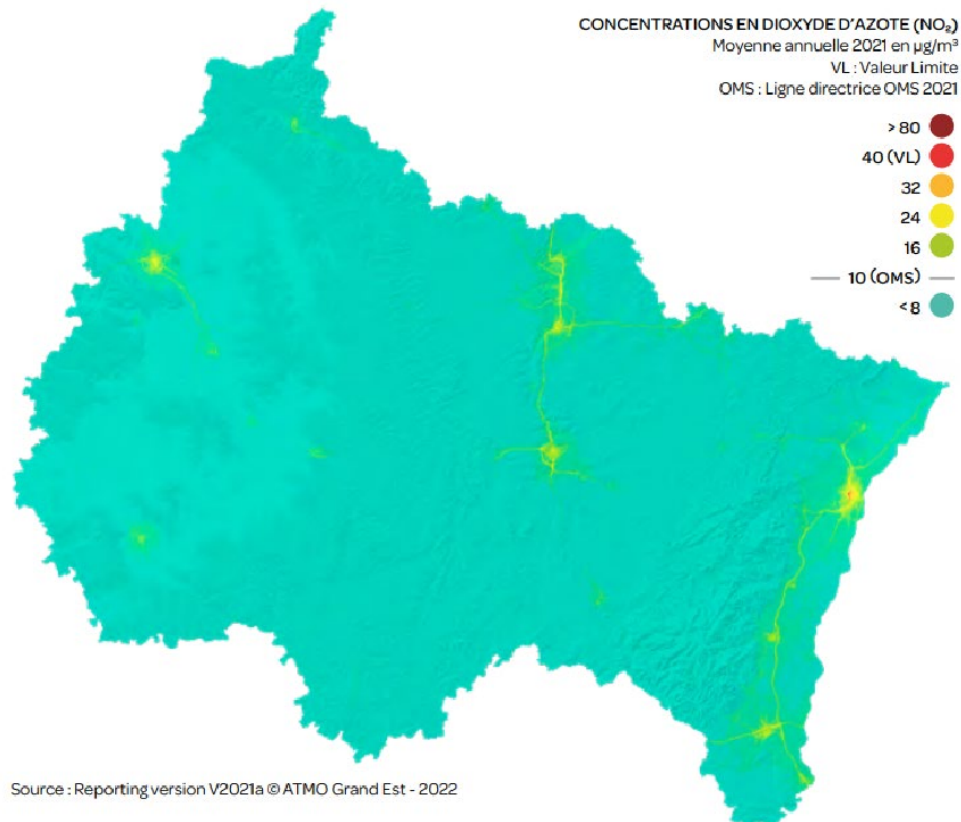 CONCENTRATIONS EN DIOXYDE D'AZOTE (NO₂)
Moyenne annuelle 2021 en µg/m³
VL : Valeur Limite
OMS : Ligne directrice OMS 2021
> 80
40 (VL)
32
24
16
10 (OMS)
< 8
Source : Reporting version V2021a © ATMO Grand Est - 2022